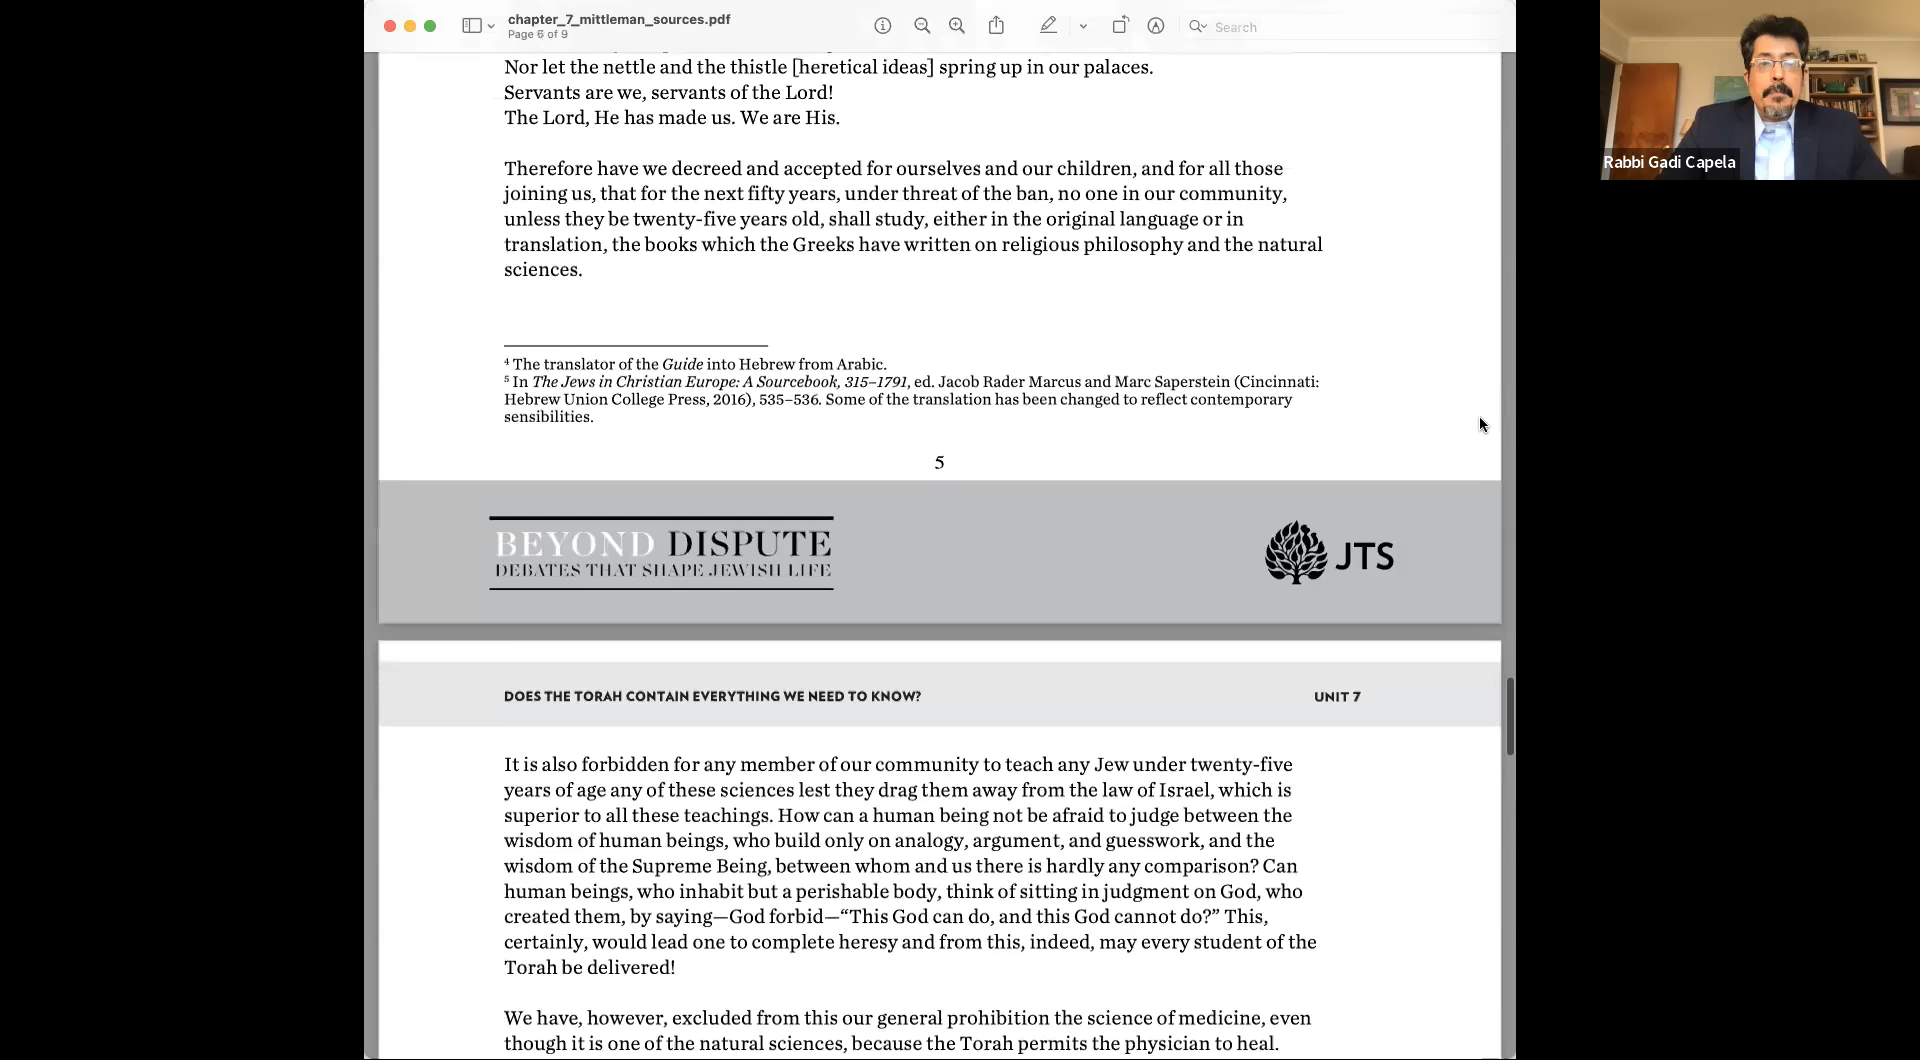 chapter_7_mittleman_sources.pdf
Page 6 of 9
Search
Rabbi Gadi Capela
Nor let the nettle and the thistle [heretical ideas] spring up in our palaces.
Servants are we, servants of the Lord!
The Lord, He has made us. We are His.
Therefore have we decreed and accepted for ourselves and our children, and for all those
joining us, that for the next fifty years, under threat of the ban, no one in our community,
unless they be twenty-five years old, shall study, either in the original language or in
translation, the books which the Greeks have written on religious philosophy and the natural
sciences.
⁴ The translator of the Guide into Hebrew from Arabic.
⁵ In The Jews in Christian Europe: A Sourcebook, 315–1791, ed. Jacob Rader Marcus and Marc Saperstein (Cincinnati:
Hebrew Union College Press, 2016), 535–536. Some of the translation has been changed to reflect contemporary
sensibilities.
5
BEYOND DISPUTE
DEBATES THAT SHAPE JEWISH LIFE
JTS
DOES THE TORAH CONTAIN EVERYTHING WE NEED TO KNOW?
UNIT 7
It is also forbidden for any member of our community to teach any Jew under twenty-five
years of age any of these sciences lest they drag them away from the law of Israel, which is
superior to all these teachings. How can a human being not be afraid to judge between the
wisdom of human beings, who build only on analogy, argument, and guesswork, and the
wisdom of the Supreme Being, between whom and us there is hardly any comparison? Can
human beings, who inhabit but a perishable body, think of sitting in judgment on God, who
created them, by saying—God forbid—“This God can do, and this God cannot do?” This,
certainly, would lead one to complete heresy and from this, indeed, may every student of the
Torah be delivered!
We have, however, excluded from this our general prohibition the science of medicine, even
though it is one of the natural sciences, because the Torah permits the physician to heal.